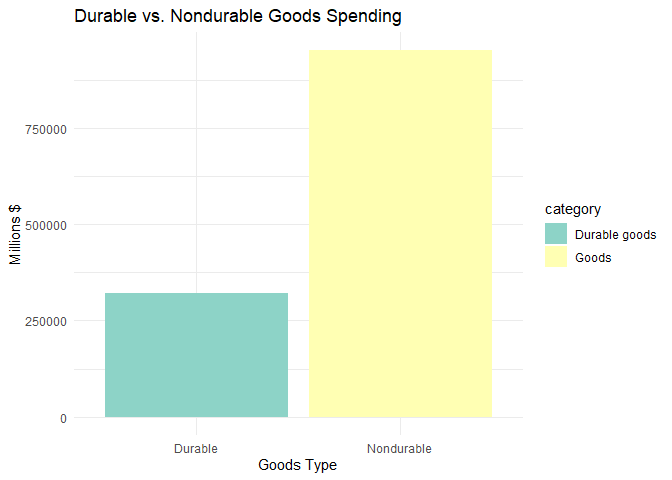 Durable vs. Nondurable Goods Spending
Millions $
750000
500000
250000
0
Durable
Nondurable
Goods Type
category
Durable goods
Goods